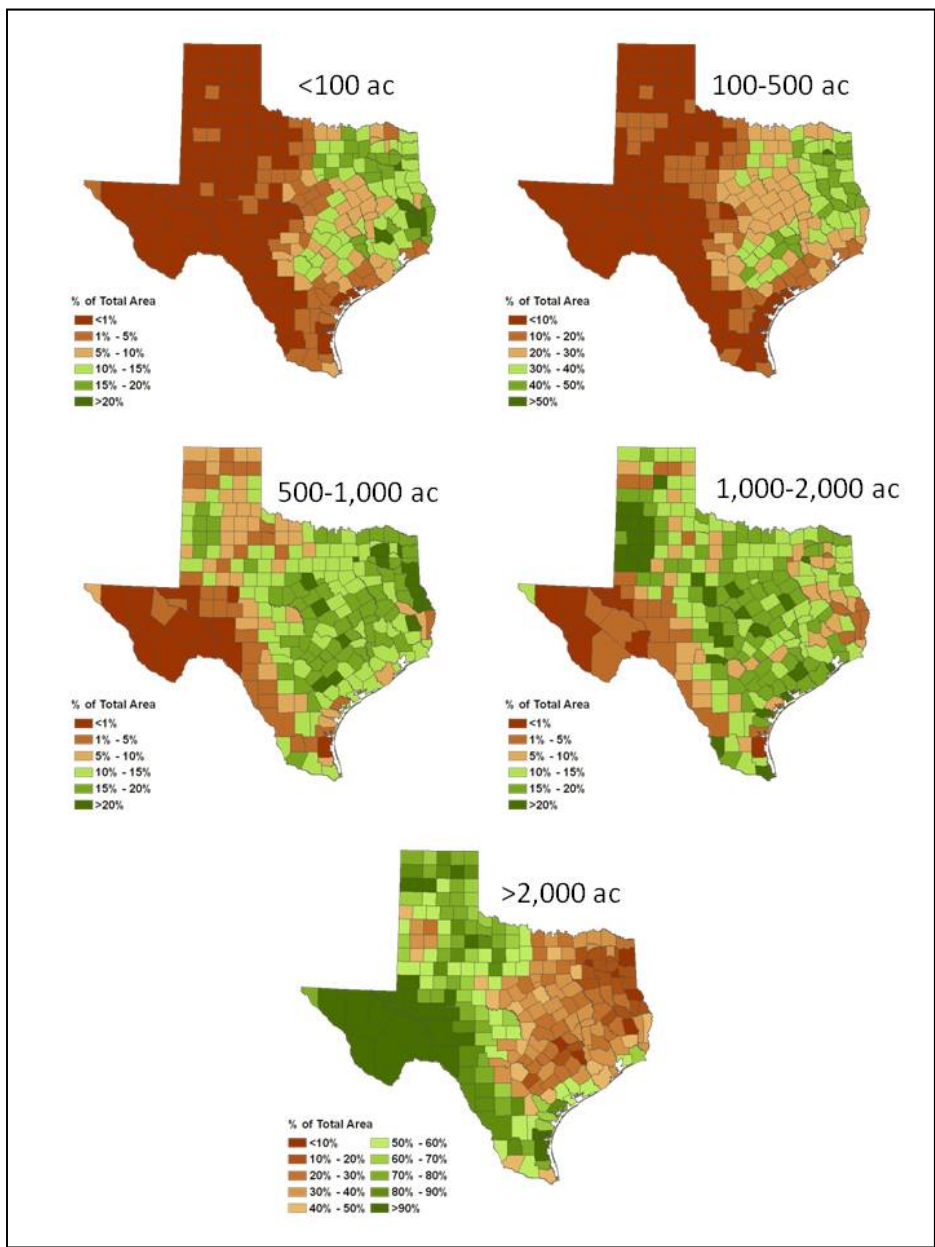 <100 ac
100-500 ac
% of Total Area
<1%
1% - 5%
5% - 10%
10% - 15%
15% - 20%
>20%
% of Total Area
<10%
10% - 20%
20% - 30%
30% - 40%
40% - 50%
>50%
500-1,000 ac
1,000-2,000 ac
% of Total Area
<1%
1% - 5%
5% - 10%
10% - 15%
15% - 20%
>20%
% of Total Area
<1%
1% - 5%
5% - 10%
10% - 15%
15% - 20%
>20%
>2,000 ac
% of Total Area
<10%
10% - 20%
20% - 30%
30% - 40%
40% - 50%
50% - 60%
60% - 70%
70% - 80%
80% - 90%
>90%